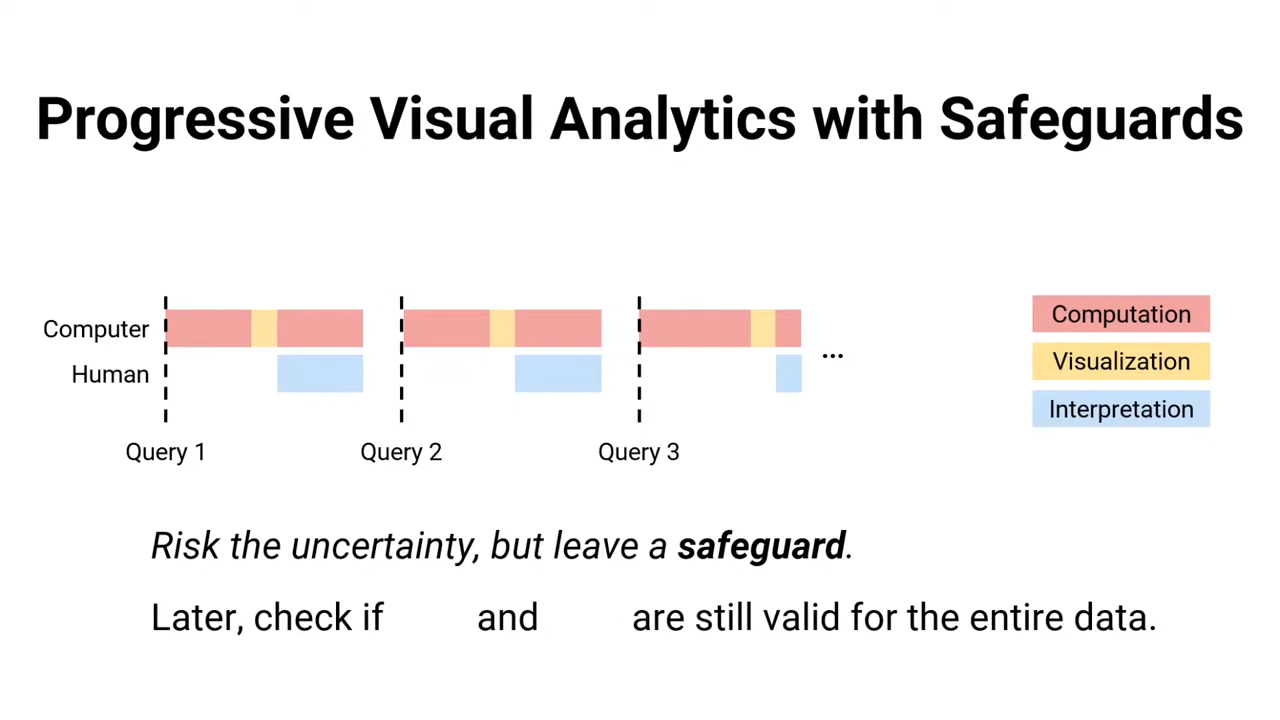 Progressive Visual Analytics with Safeguards
Computer
Human
...
Query 1
Query 2
Query 3
Computation
Visualization
Interpretation
Risk the uncertainty, but leave a safeguard.
Later, check if and are still valid for the entire data.